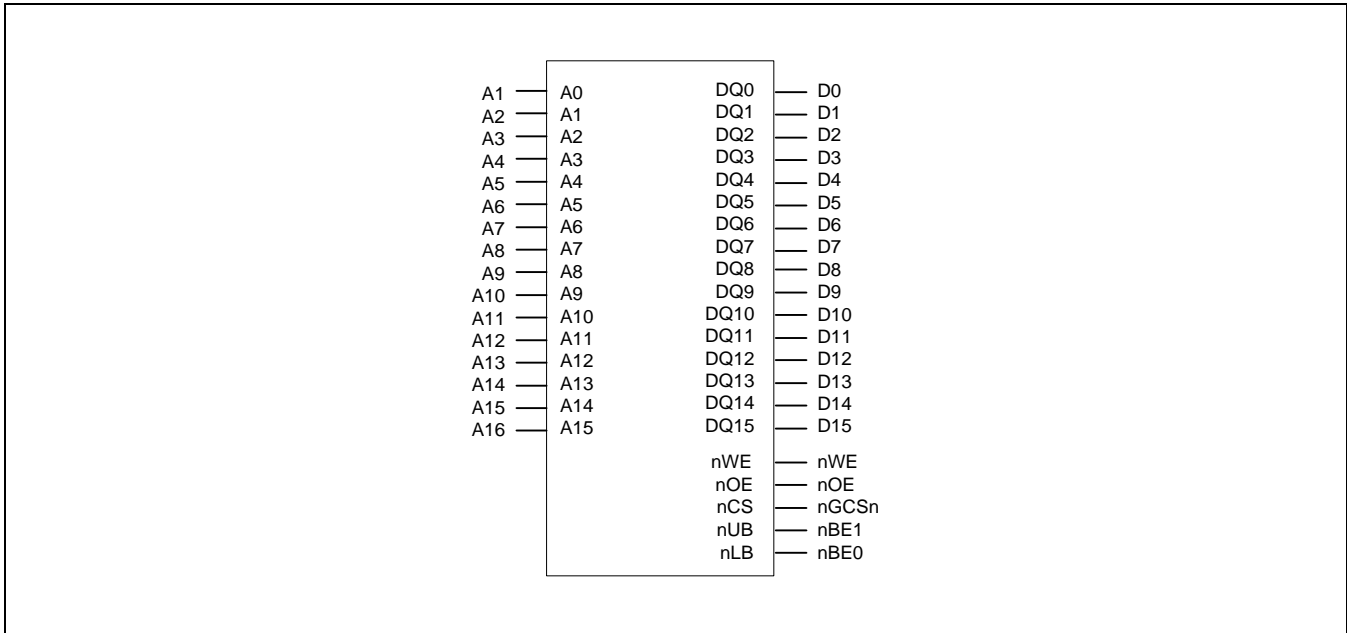 A1 A0 DQ0 D0
A2 A1 DQ1 D1
A3 A2 DQ2 D2
A4 A3 DQ3 D3
A5 A4 DQ4 D4
A6 A5 DQ5 D5
A7 A6 DQ6 D6
A8 A7 DQ7 D7
A9 A8 DQ8 D8
A10 A9 DQ9 D9
A11 A10 DQ10 D10
A12 A11 DQ11 D11
A13 A12 DQ12 D12
A14 A13 DQ13 D13
A15 A14 DQ14 D14
A16 A15 DQ15 D15
nWE nWE
nOE nOE
nCS nGCSn
nUB nBE1
nLB nBE0